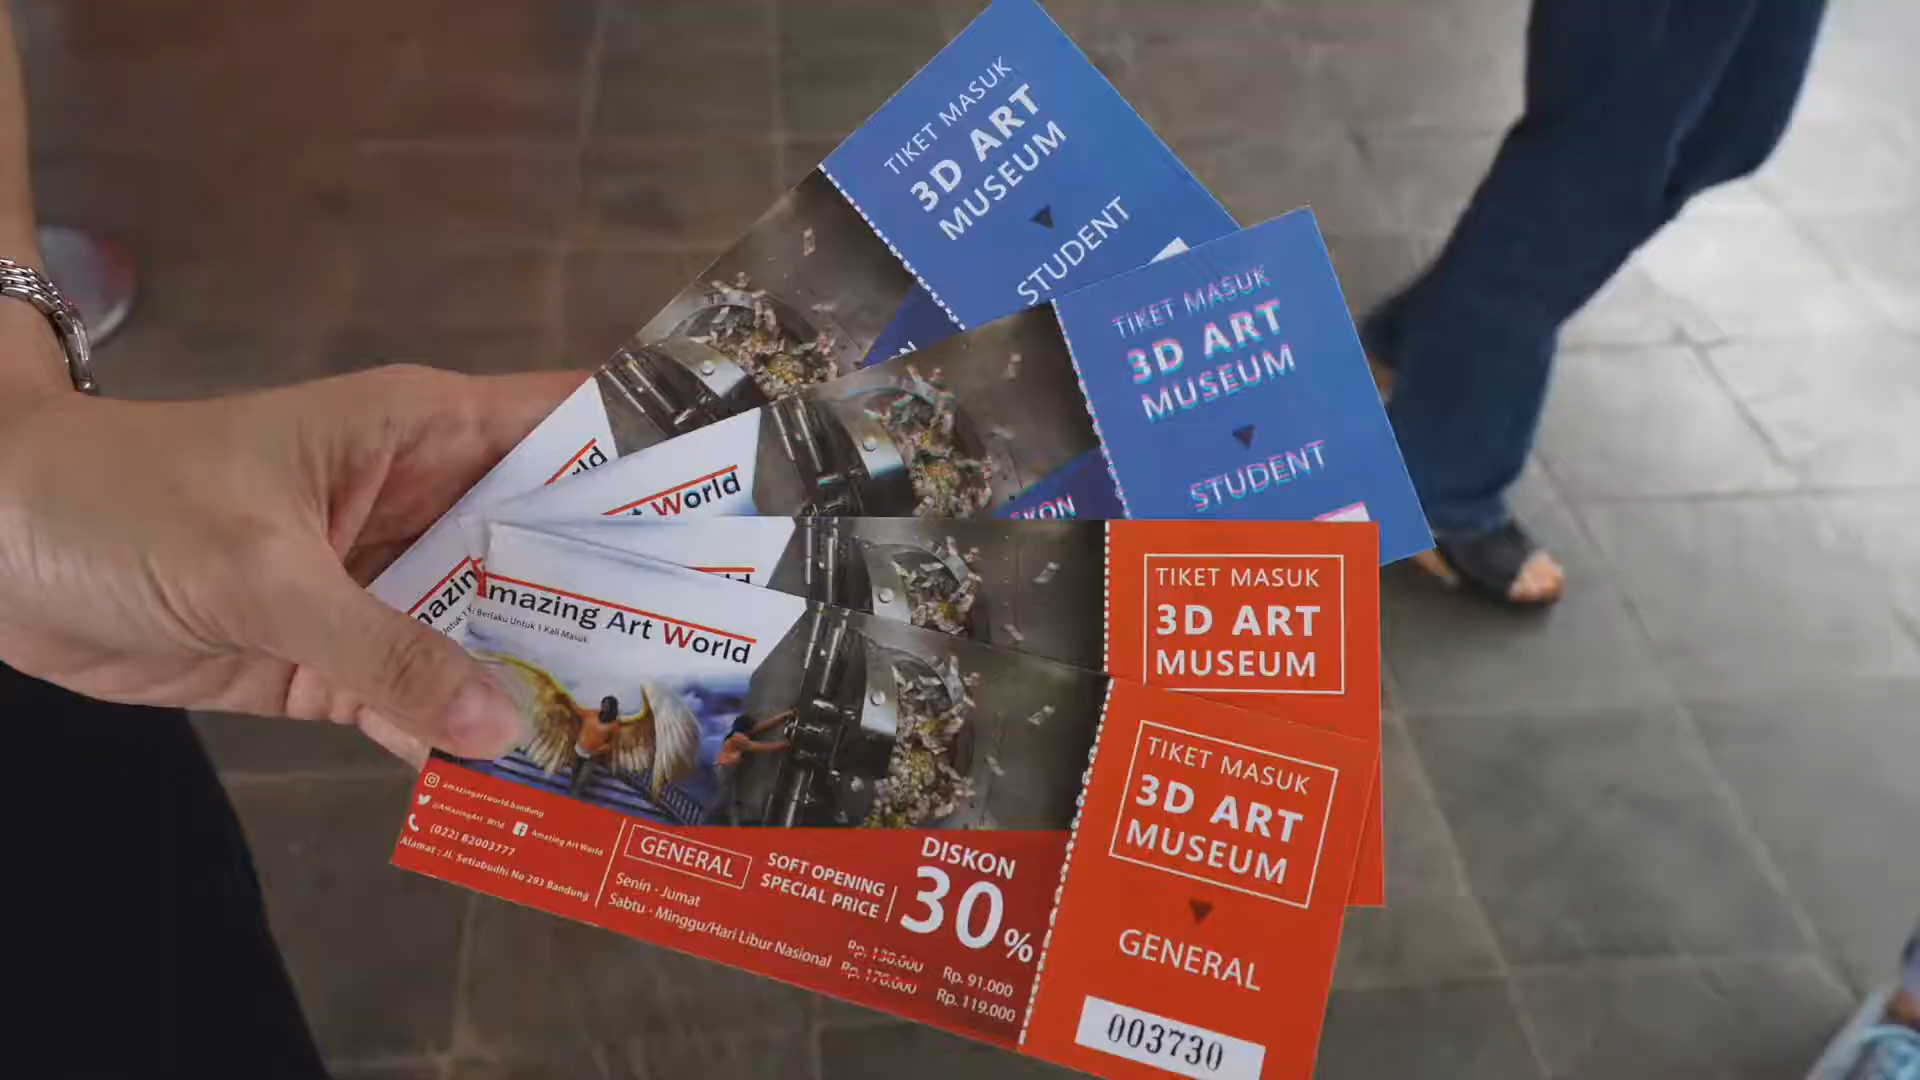 TIKET MASUK
3D ART
MUSEUM
STUDENT
TIKET MASUK
3D ART
MUSEUM
STUDENT
World
TIKET MASUK
3D ART
MUSEUM
Amazing Art World
Berlaku Untuk 1 Kali Masuk
amazingartworld.bandung
@AmazingArt_Wrld
Amazing Art World
(022) 82003777
Alamat : Jl. Setiabudhi No 293 Bandung
GENERAL
SOFT OPENING
SPECIAL PRICE
DISKON
30%
Senin - Jumat
Rp. 130.000 Rp. 91.000
Sabtu - Minggu/Hari Libur Nasional
Rp. 170.000 Rp. 119.000
TIKET MASUK
3D ART
MUSEUM
GENERAL
003730